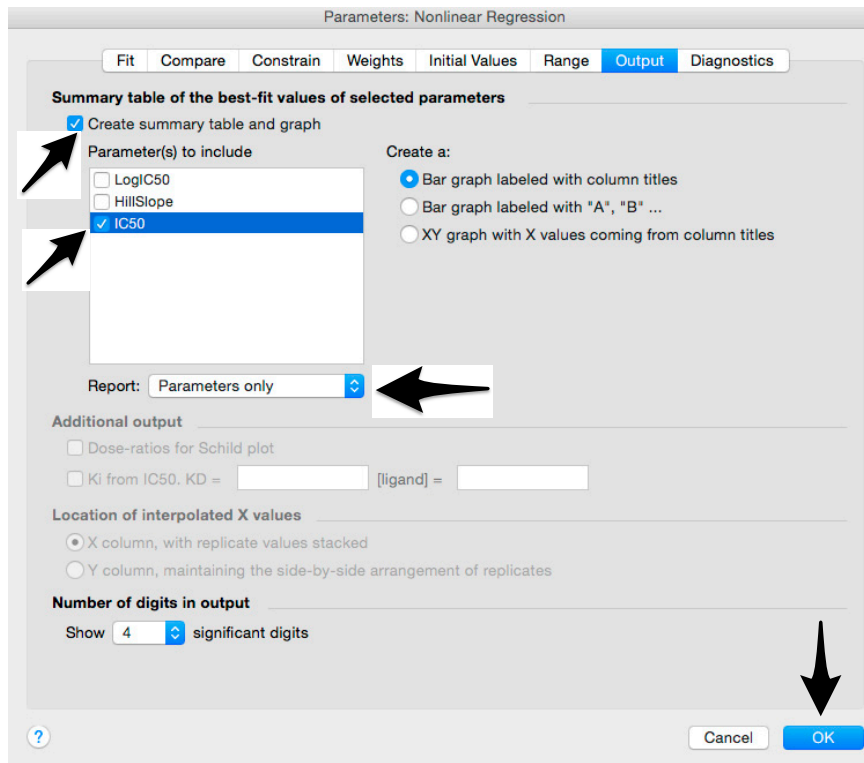 Parameters: Nonlinear Regression
Fit Compare Constrain Weights Initial Values Range Output Diagnostics
Summary table of the best-fit values of selected parameters
Create summary table and graph
Parameter(s) to include
LogIC50
HillSlope
IC50
Create a:
Bar graph labeled with column titles
Bar graph labeled with "A", "B" ...
XY graph with X values coming from column titles
Report: Parameters only
Additional output
Dose-ratios for Schild plot
Ki from IC50. KD = [ligand] =
Location of interpolated X values
X column, with replicate values stacked
Y column, maintaining the side-by-side arrangement of replicates
Number of digits in output
Show 4 significant digits
? Cancel OK